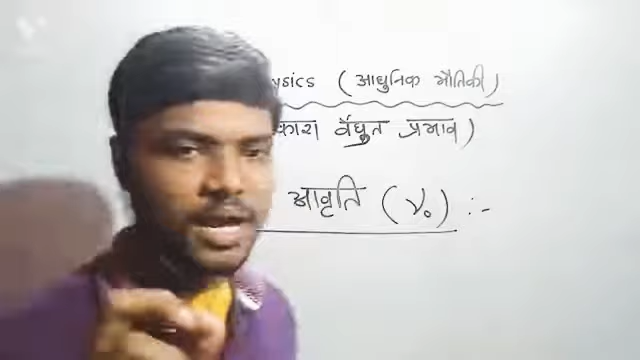 ysics (आधुनिक भौतिकी)
काश वैधुत प्रभाव)
आवृति (ν₀) :-